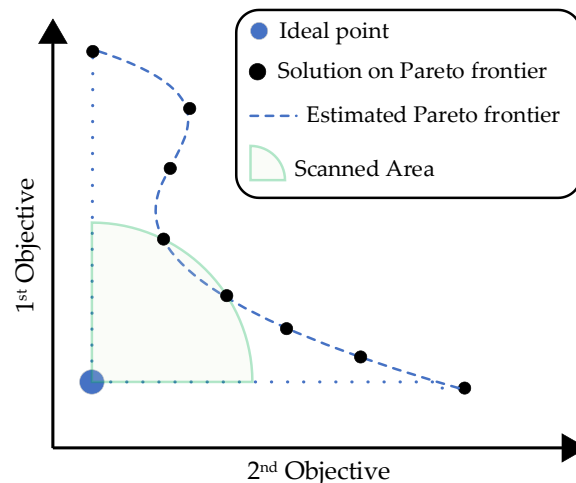 Ideal point
Solution on Pareto frontier
Estimated Pareto frontier
Scanned Area
1st Objective
2nd Objective